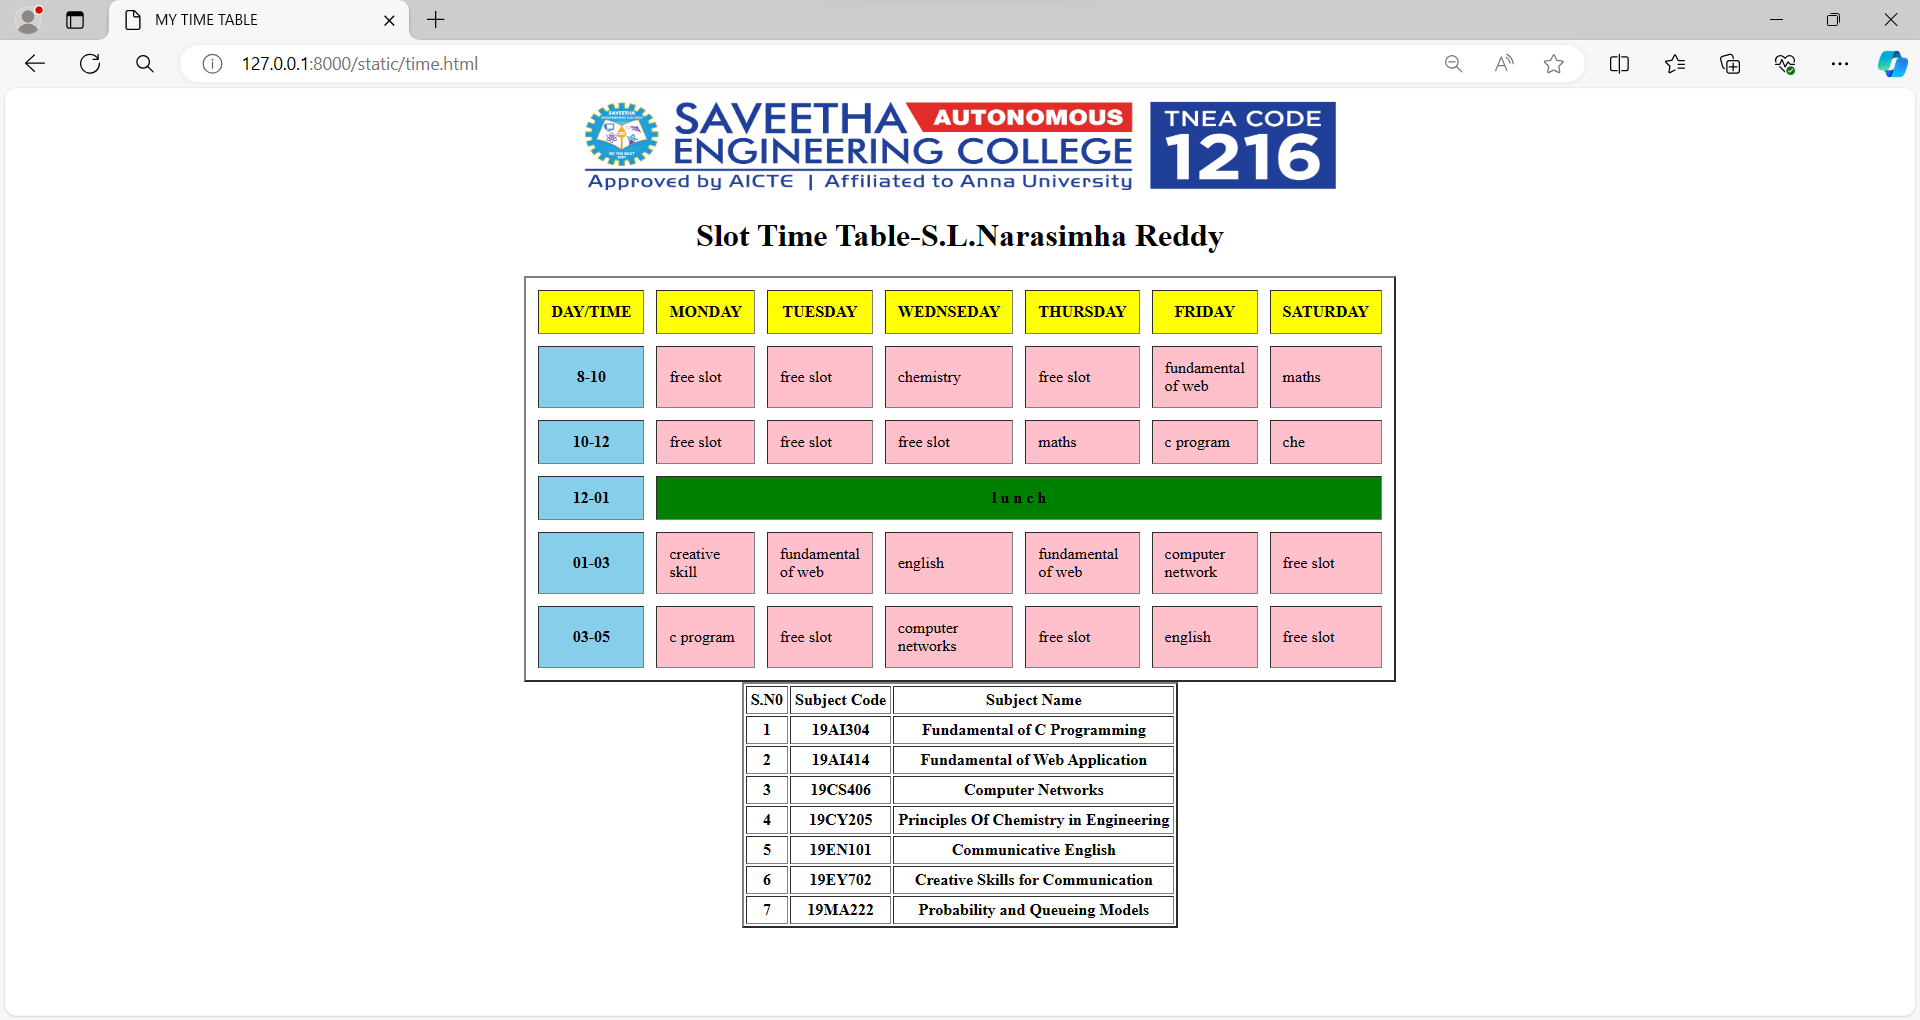 MY TIME TABLE
127.0.0.1:8000/static/time.html
SAVEETHA AUTONOMOUS
ENGINEERING COLLEGE
Approved by AICTE | Affiliated to Anna University
TNEA CODE
1216
Slot Time Table-S.L.Narasimha Reddy
DAY/TIME MONDAY TUESDAY WEDNSEDAY THURSDAY FRIDAY SATURDAY
8-10 free slot free slot chemistry free slot fundamental of web maths
10-12 free slot free slot free slot maths c program che
12-01 l u n c h
01-03 creative skill fundamental of web english fundamental of web computer network free slot
03-05 c program free slot computer networks free slot english free slot
S.N0 Subject Code Subject Name
1 19AI304 Fundamental of C Programming
2 19AI414 Fundamental of Web Application
3 19CS406 Computer Networks
4 19CY205 Principles Of Chemistry in Engineering
5 19EN101 Communicative English
6 19EY702 Creative Skills for Communication
7 19MA222 Probability and Queueing Models